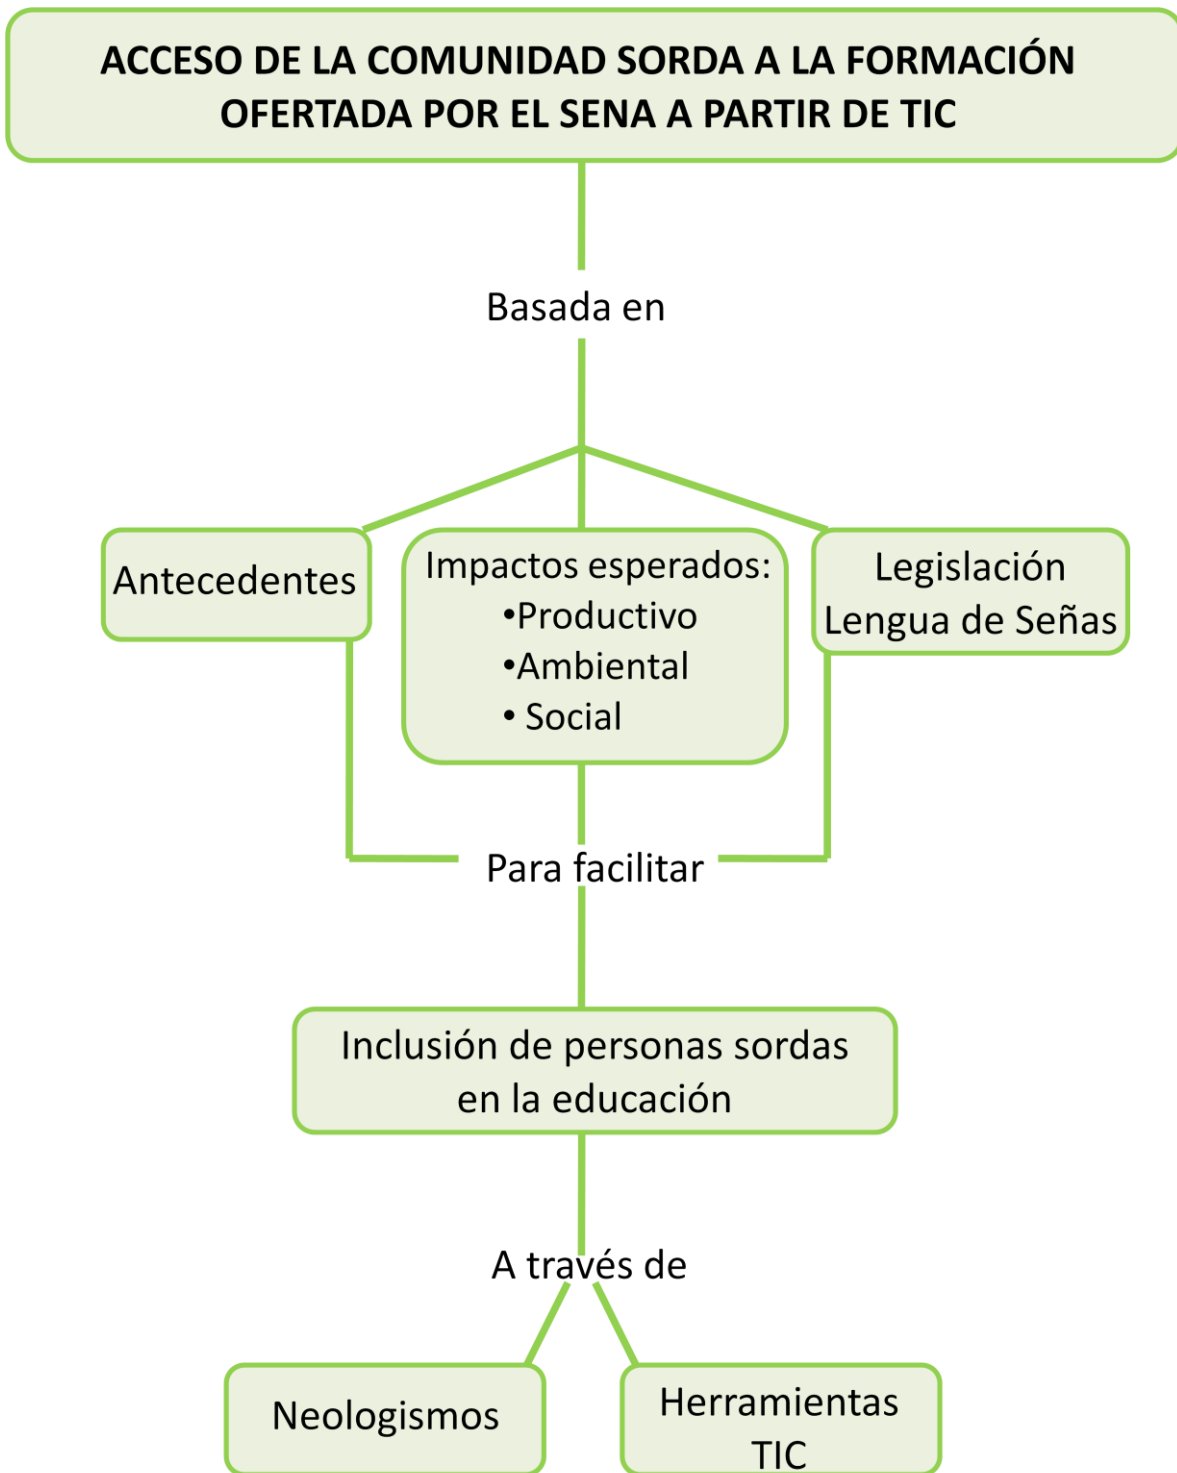 ACCESO DE LA COMUNIDAD SORDA A LA FORMACIÓN
OFERTADA POR EL SENA A PARTIR DE TIC
Basada en
Antecedentes
Impactos esperados:
•Productivo
•Ambiental
• Social
Legislación
Lengua de Señas
Para facilitar
Inclusión de personas sordas
en la educación
A través de
Neologismos
Herramientas
TIC